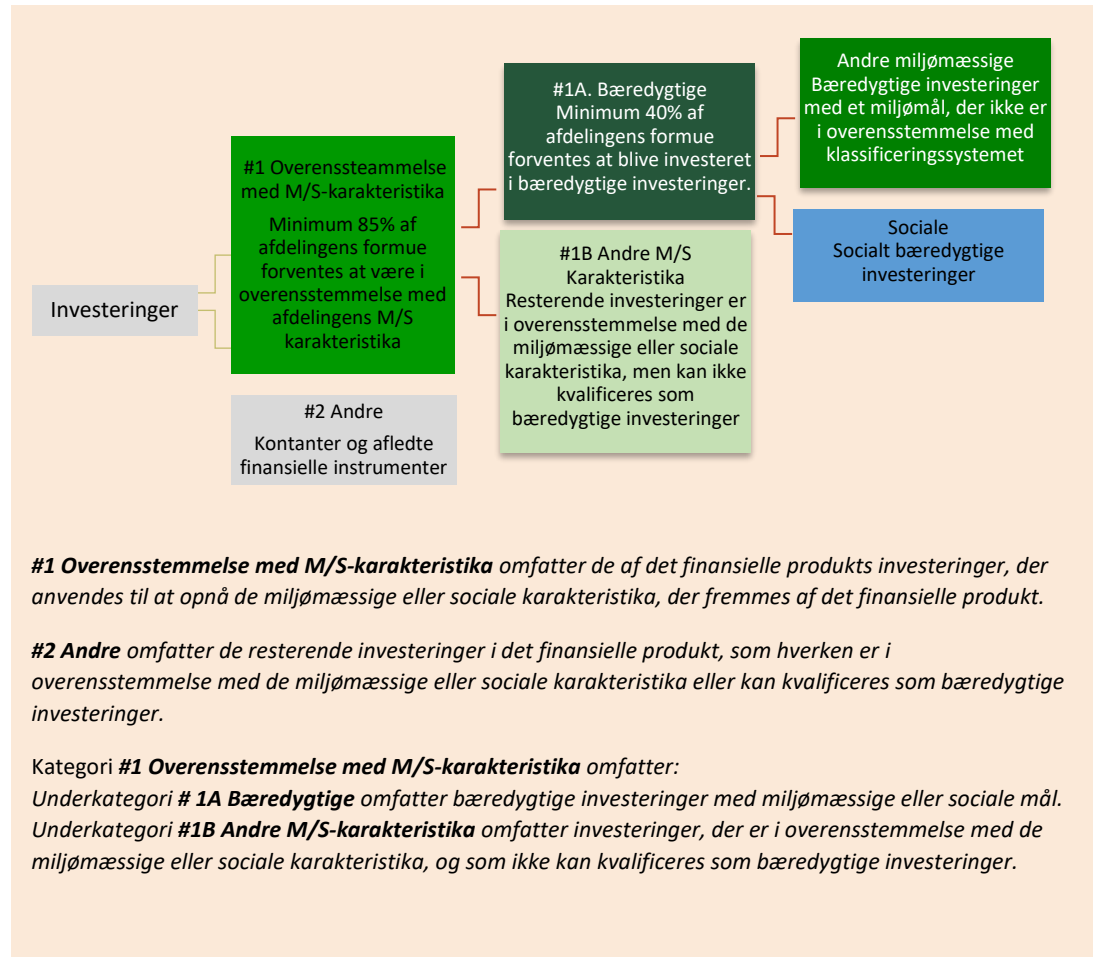 Investeringer
#1 Overenssteammelse
med M/S-karakteristika
Minimum 85% af
afdelingens formue
forventes at være i
overensstemmelse med
afdelingens M/S
karakteristika
#2 Andre
Kontanter og afledte
finansielle instrumenter
#1A. Bæredygtige
Minimum 40% af
afdelingens formue
forventes at blive investeret
i bæredygtige investeringer.
#1B Andre M/S
Karakteristika
Resterende investeringer er
i overensstemmelse med de
miljømæssige eller sociale
karakteristika, men kan ikke
kvalificeres som
bæredygtige investeringer
Andre miljømæssige
Bæredygtige investeringer
med et miljømål, der ikke er
i overensstemmelse med
klassificeringssystemet
Sociale
Socialt bæredygtige
investeringer
#1 Overensstemmelse med M/S-karakteristika omfatter de af det finansielle produkts investeringer, der
anvendes til at opnå de miljømæssige eller sociale karakteristika, der fremmes af det finansielle produkt.
#2 Andre omfatter de resterende investeringer i det finansielle produkt, som hverken er i
overensstemmelse med de miljømæssige eller sociale karakteristika eller kan kvalificeres som bæredygtige
investeringer.
Kategori #1 Overensstemmelse med M/S-karakteristika omfatter:
Underkategori # 1A Bæredygtige omfatter bæredygtige investeringer med miljømæssige eller sociale mål.
Underkategori #1B Andre M/S-karakteristika omfatter investeringer, der er i overensstemmelse med de
miljømæssige eller sociale karakteristika, og som ikke kan kvalificeres som bæredygtige investeringer.